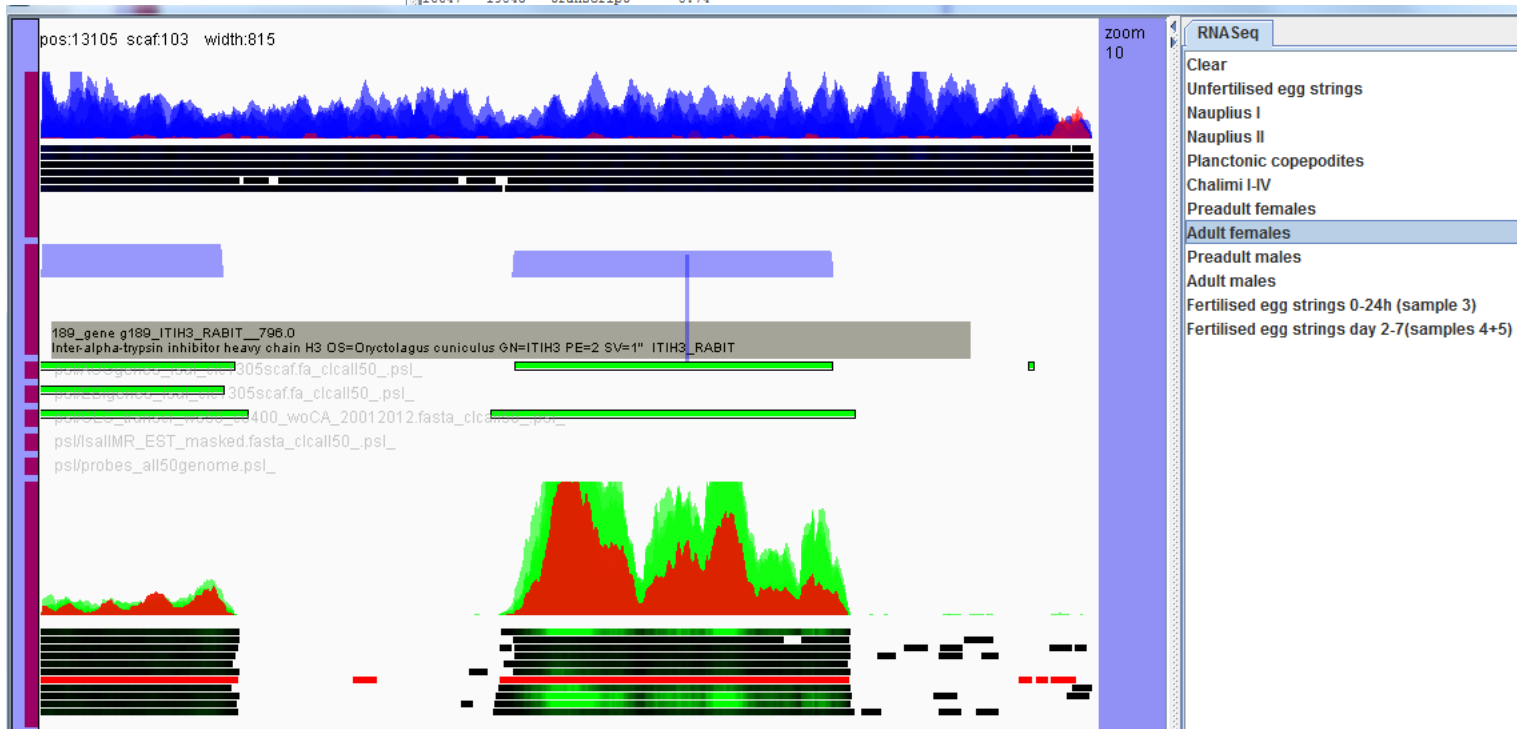 pos:13105 scaf:103 width:815
zoom
10
189_gene g189_ITIH3_RABIT__796.0
Inter-alpha-trypsin inhibitor heavy chain H3 OS=Oryctolagus cuniculus GN=ITIH3 PE=2 SV=1" ITIH3_RABIT
305scaf.fa_clcall50_.psl_
305scaf.fa_clcall50_.psl_
400_woCA_20012012.fasta_clcall50_.psl_
psl/lsalIMR_EST_masked.fasta_clcall50_.psl_
psl/probes_all50genome.psl_
RNASeq
Clear
Unfertilised egg strings
Nauplius I
Nauplius II
Planctonic copepodites
Chalimi I-IV
Preadult females
Adult females
Preadult males
Adult males
Fertilised egg strings 0-24h (sample 3)
Fertilised egg strings day 2-7(samples 4+5)